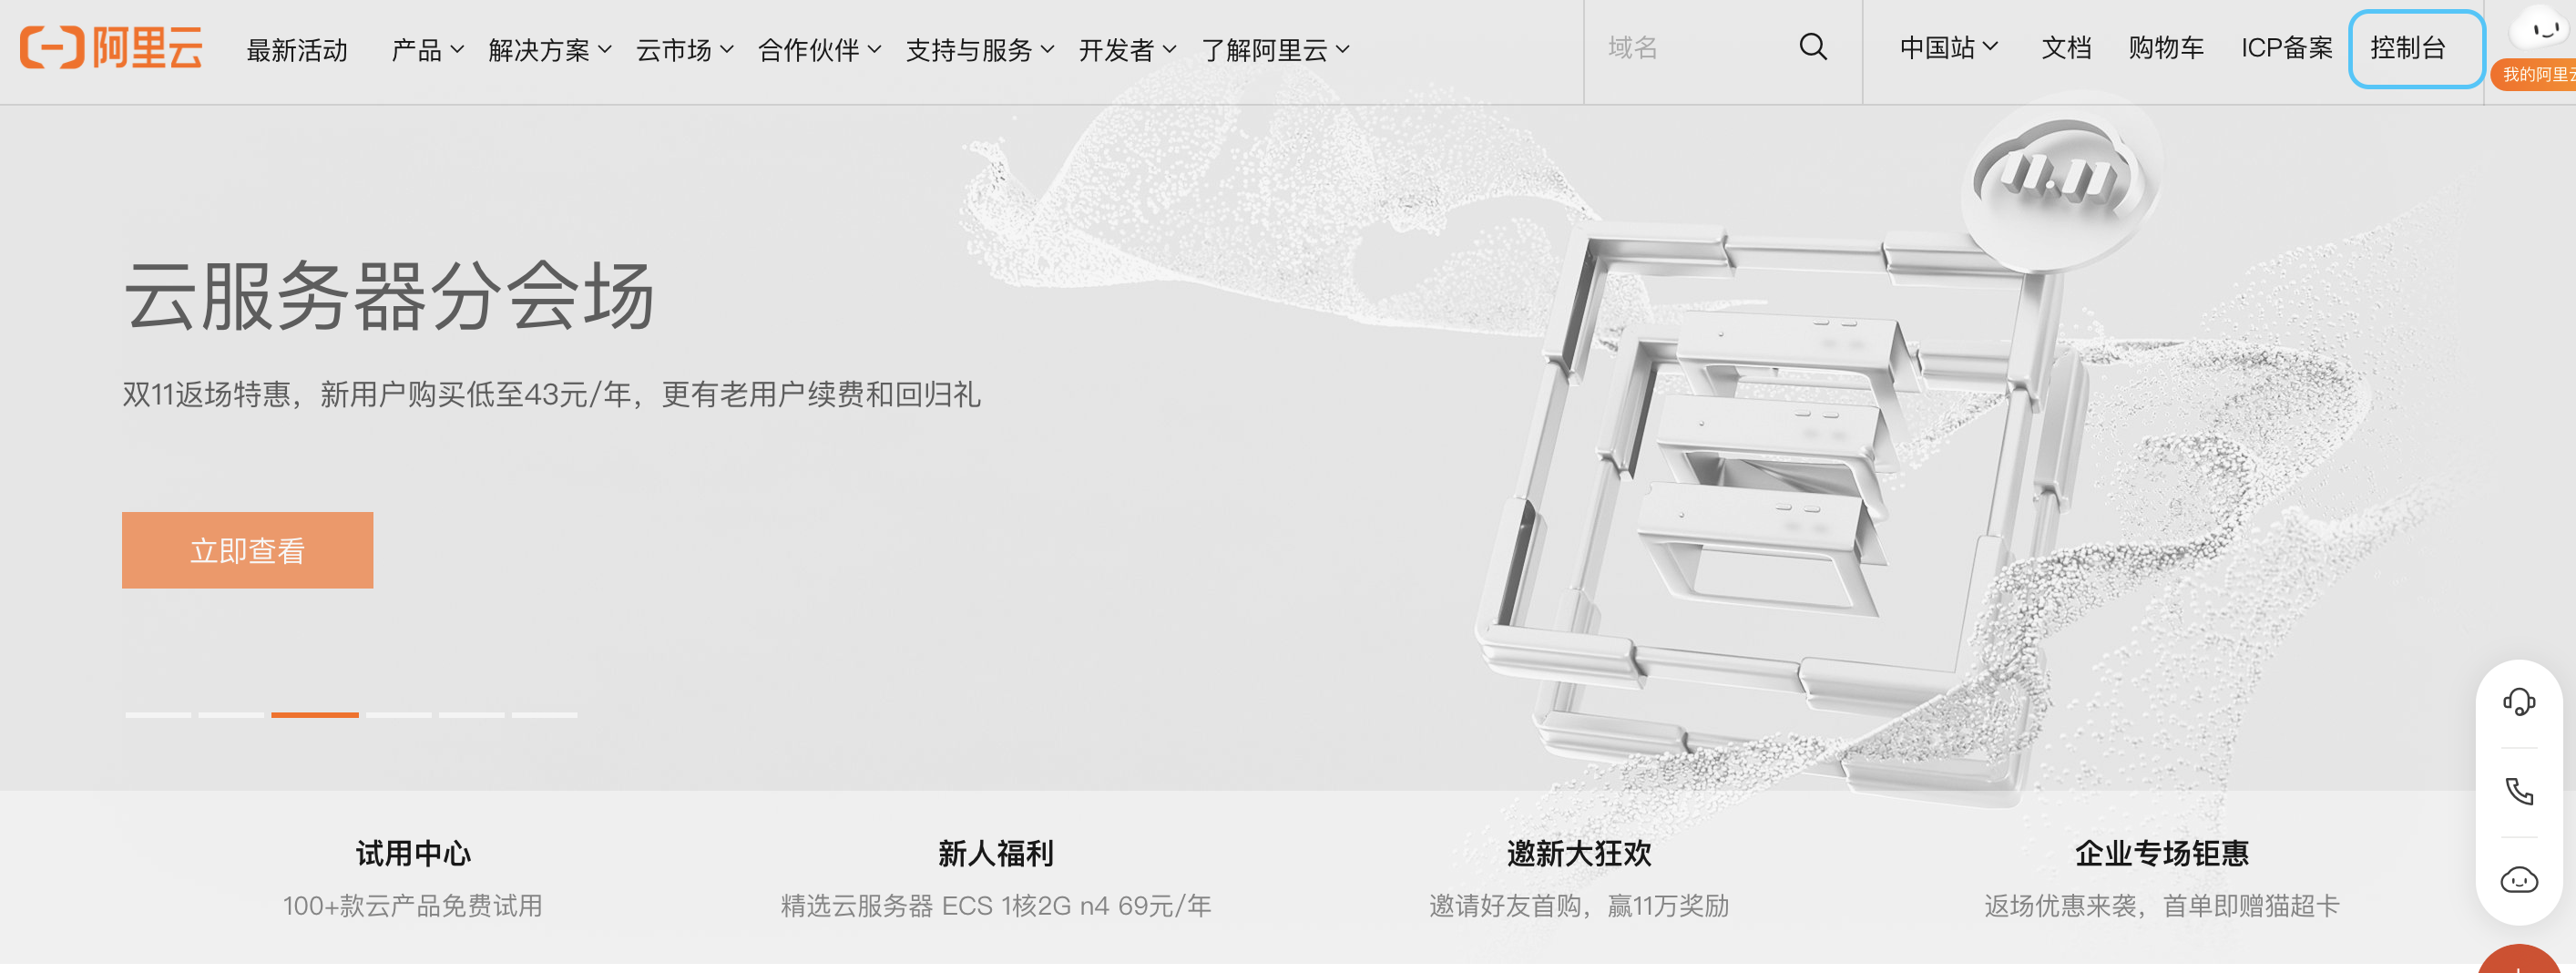 阿里云 最新活动 产品 解决方案 云市场 合作伙伴 支持与服务 开发者 了解阿里云 域名 中国站 文档 购物车 ICP备案 控制台
我的阿里云
11.11
云服务器分会场
双11返场特惠，新用户购买低至43元/年，更有老用户续费和回归礼
立即查看
试用中心 新人福利 邀新大狂欢 企业专场钜惠
100+款云产品免费试用 精选云服务器 ECS 1核2G n4 69元/年 邀请好友首购，赢11万奖励 返场优惠来袭，首单即赠猫超卡